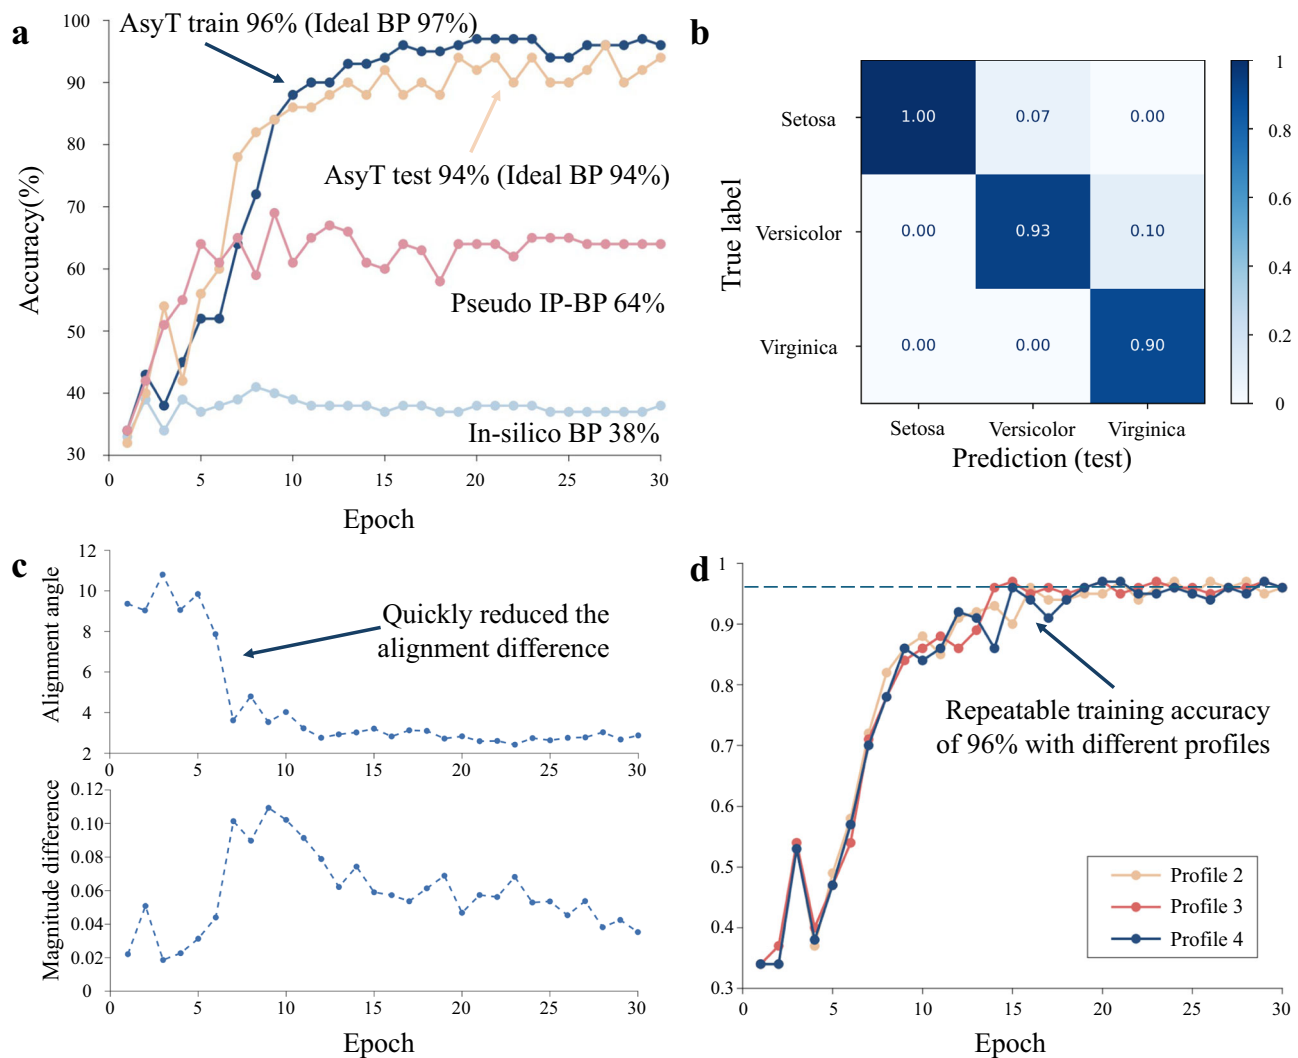 a
AsyT train 96% (Ideal BP 97%)
100
90
80
70
60
50
40
30
Accuracy(%)
AsyT test 94% (Ideal BP 94%)
Pseudo IP-BP 64%
In-silico BP 38%
0
5
10
15
20
25
30
Epoch
b
True label
Setosa
1.00
0.07
0.00
Versicolor
0.00
0.93
0.10
Virginica
0.00
0.00
0.90
Setosa
Versicolor
Virginica
Prediction (test)
1
0.8
0.6
0.4
0.2
0
c
Alignment angle
12
10
8
6
4
2
Quickly reduced the
alignment difference
0
5
10
15
20
25
30
Magnitude difference
0.12
0.10
0.08
0.06
0.04
0.02
0
0
5
10
15
20
25
30
Epoch
d
1
0.9
0.8
0.7
0.6
0.5
0.4
0.3
Repeatable training accuracy
of 96% with different profiles
Profile 2
Profile 3
Profile 4
0
5
10
15
20
25
30
Epoch